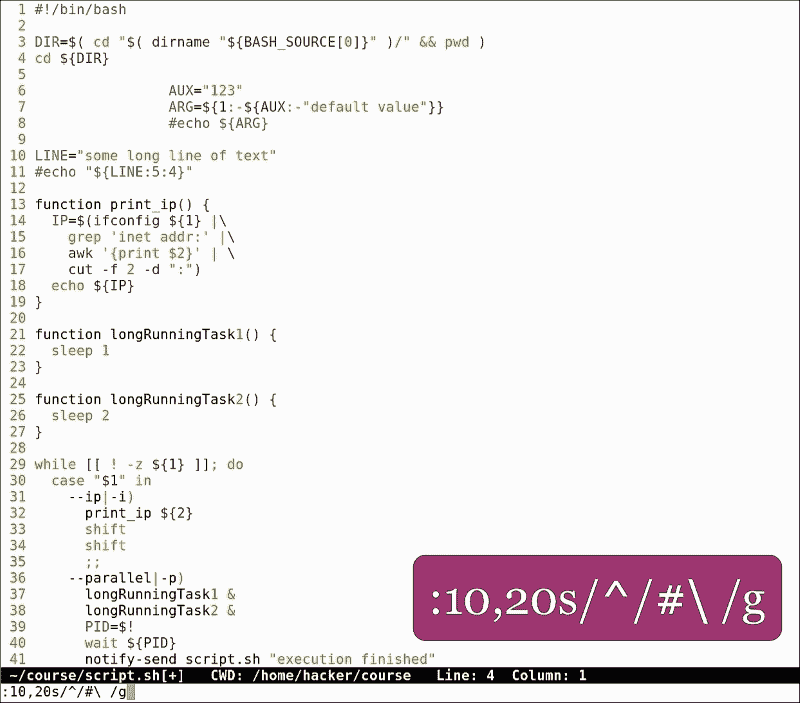 1 #!/bin/bash
2
3 DIR=$( cd "$( dirname "${BASH_SOURCE[0]}" )/" && pwd )
4 cd ${DIR}
5
6                 AUX="123"
7                 ARG=${1:-${AUX:-"default value"}}
8                 #echo ${ARG}
9
10 LINE="some long line of text"
11 #echo "${LINE:5:4}"
12
13 function print_ip() {
14   IP=$(ifconfig ${1} |\
15     grep 'inet addr:' |\
16     awk '{print $2}' | \
17     cut -f 2 -d ":")
18   echo ${IP}
19 }
20
21 function longRunningTask1() {
22   sleep 1
23 }
24
25 function longRunningTask2() {
26   sleep 2
27 }
28
29 while [[ ! -z ${1} ]]; do
30   case "$1" in
31     --ip|-i)
32       print_ip ${2}
33       shift
34       shift
35       ;;
36     --parallel|-p)
37       longRunningTask1 &
38       longRunningTask2 &
39       PID=$!
40       wait ${PID}
41       notify-send script.sh "execution finished"
:10,20s/^/#\ /g
~/course/script.sh[+]   CWD: /home/hacker/course   Line: 4  Column: 1
:10,20s/^/#\ /g